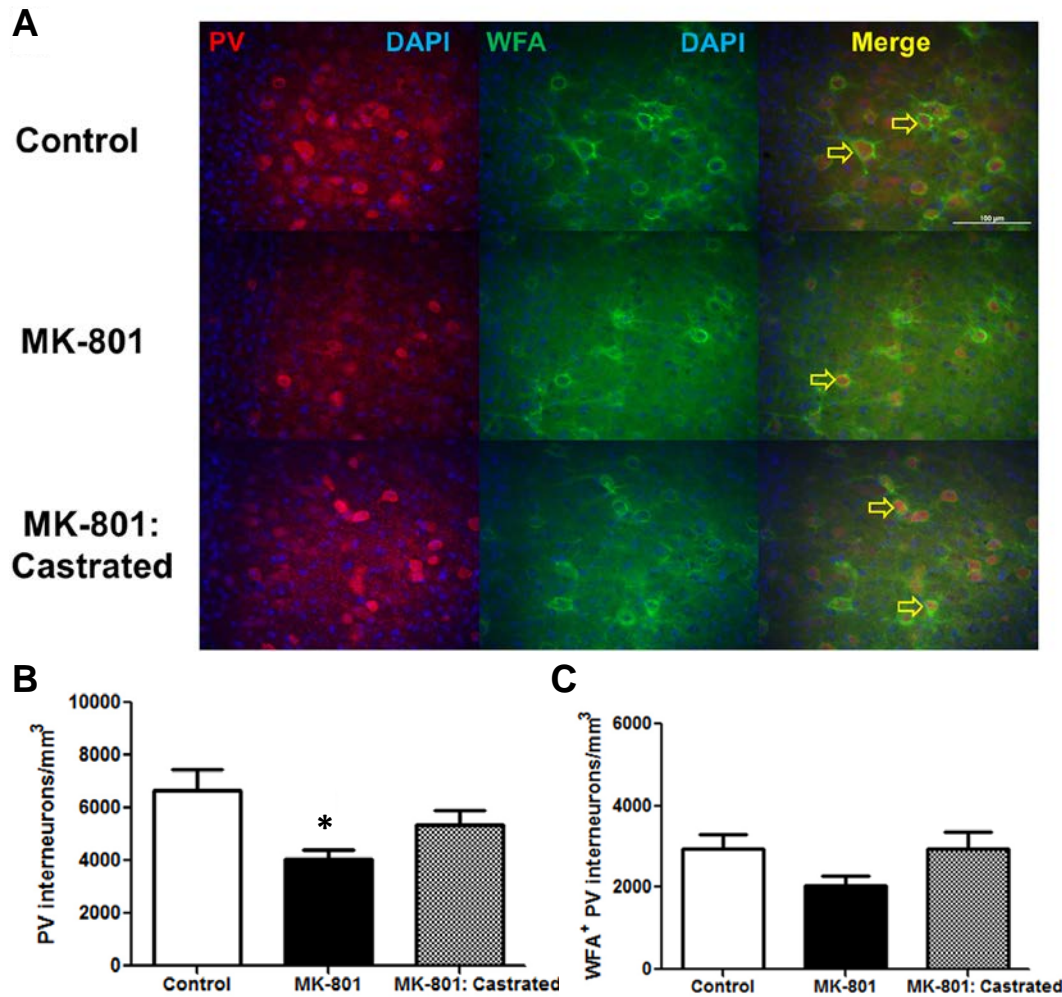 A
PV DAPI WFA DAPI Merge
Control
100 µm
MK-801
MK-801:
Castrated
B
PV interneurons/mm³
10000
8000
6000
4000
2000
0
*
Control MK-801 MK-801: Castrated
C
WFA⁺ PV interneurons/mm³
6000
4000
2000
0
Control MK-801 MK-801: Castrated